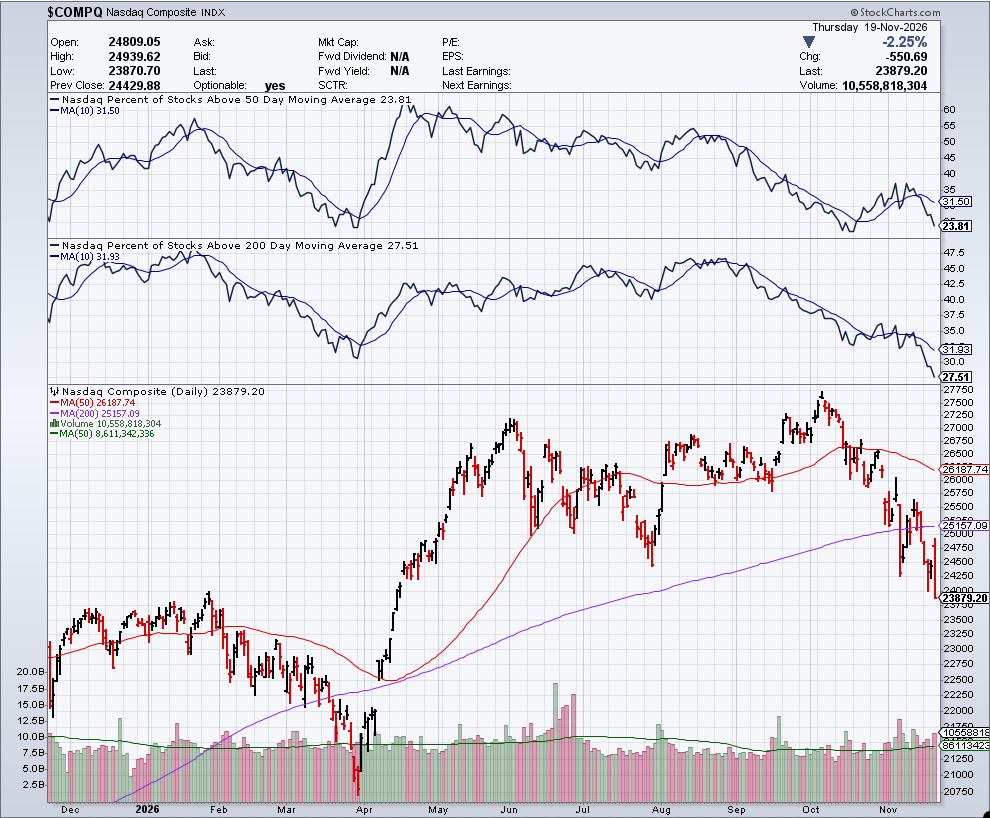 $COMPQ Nasdaq Composite INDX
© StockCharts.com
Thursday 19-Nov-2026
Open: 24809.05 Ask: Mkt Cap: P/E: -2.25%
High: 24939.62 Bid: Fwd Dividend: N/A EPS: Chg: -550.69
Low: 23870.70 Last: Fwd Yield: N/A Last Earnings: Last: 23879.20
Prev Close: 24429.88 Optionable: yes SCTR: Next Earnings: Volume: 10,558,818,304
Nasdaq Percent of Stocks Above 50 Day Moving Average 23.81
MA(10) 31.50
60
55
50
45
40
35
31.50
23.81
Nasdaq Percent of Stocks Above 200 Day Moving Average 27.51
MA(10) 31.93
47.5
45.0
42.5
40.0
37.5
35.0
31.93
30.0
27.51
Nasdaq Composite (Daily) 23879.20
MA(50) 26187.74
MA(200) 25157.09
Volume 10,558,818,304
MA(50) 8,611,342,336
27750
27500
27250
27000
26750
26500
26187.74
26000
25750
25500
25157.09
25000
24750
24500
24250
23879.20
23750
23500
23250
23000
22750
22500
22250
22000
10558818
86113423
21250
21000
20750
20.0B
17.5B
15.0B
12.5B
10.0B
7.5B
5.0B
2.5B
Dec 2026 Feb Mar Apr May Jun Jul Aug Sep Oct Nov